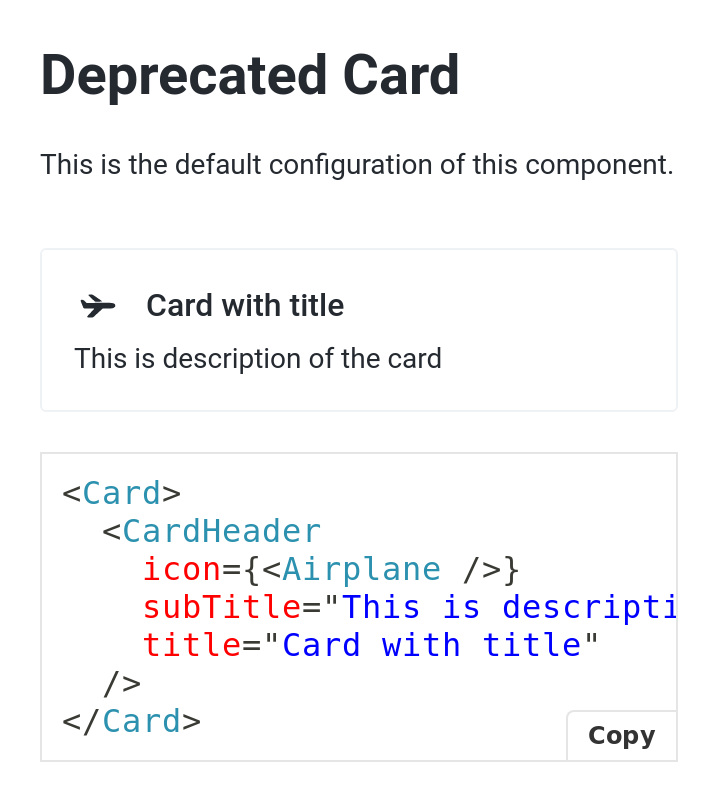 Deprecated Card
This is the default configuration of this component.
Card with title
This is description of the card
<Card>
  <CardHeader
    icon={<Airplane />}
    subTitle="This is descripti
    title="Card with title"
  />
</Card>
Copy